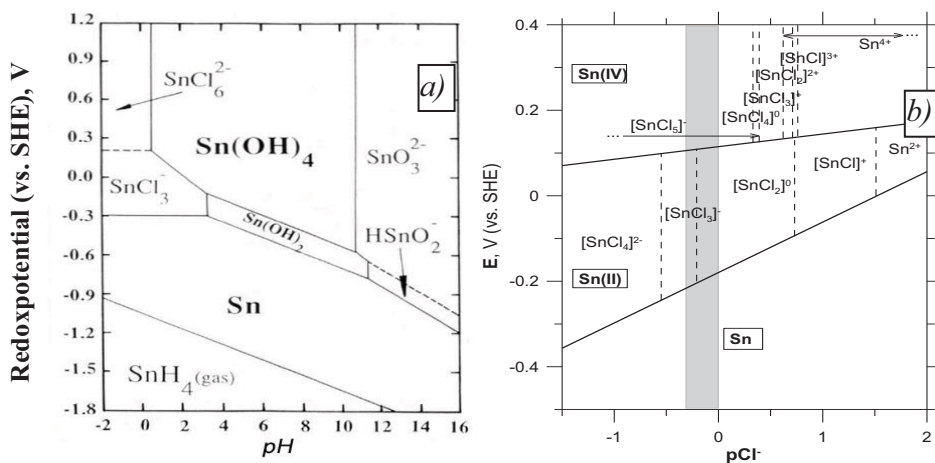 Redoxpotential (vs. SHE), V
1.2
0.9
0.6
0.3
0.0
-0.3
-0.6
-0.9
-1.2
-1.5
-1.8
-2 0 2 4 6 8 10 12 14 16
pH
a)
SnCl₆²⁻
SnCl₃⁻
Sn(OH)₄
SnO₃²⁻
Sn(OH)₂
HSnO₂⁻
Sn
SnH₄(gas)
E, V (vs. SHE)
0.4
0.2
0
-0.2
-0.4
-1 0 1 2
pCl⁻
b)
Sn(IV)
Sn⁴⁺
[SnCl]³⁺
[SnCl₂]²⁺
[SnCl₃]⁺
[SnCl₄]⁰
[SnCl₅]⁻
Sn²⁺
[SnCl]⁺
[SnCl₂]⁰
[SnCl₃]⁻
[SnCl₄]²⁻
Sn(II)
Sn